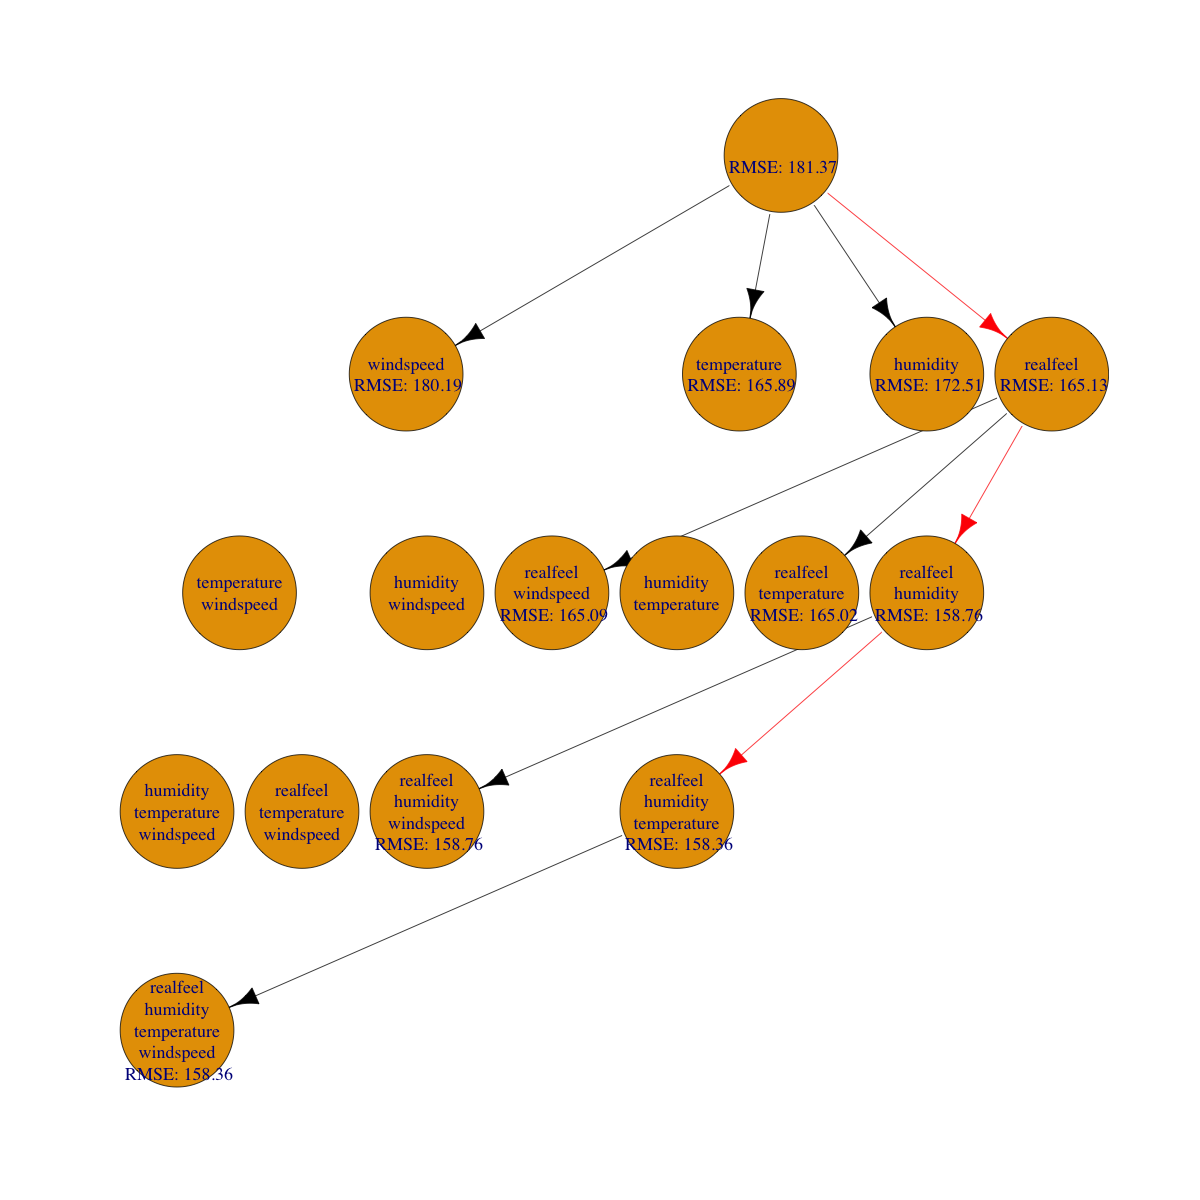 RMSE: 181.37
windspeed
RMSE: 180.19
temperature
RMSE: 165.89
humidity
RMSE: 172.51
realfeel
RMSE: 165.13
temperature
windspeed
humidity
windspeed
realfeel
windspeed
RMSE: 165.09
humidity
temperature
realfeel
temperature
RMSE: 165.02
realfeel
humidity
RMSE: 158.76
humidity
temperature
windspeed
realfeel
temperature
windspeed
realfeel
humidity
windspeed
RMSE: 158.76
realfeel
humidity
temperature
RMSE: 158.36
realfeel
humidity
temperature
windspeed
RMSE: 158.36